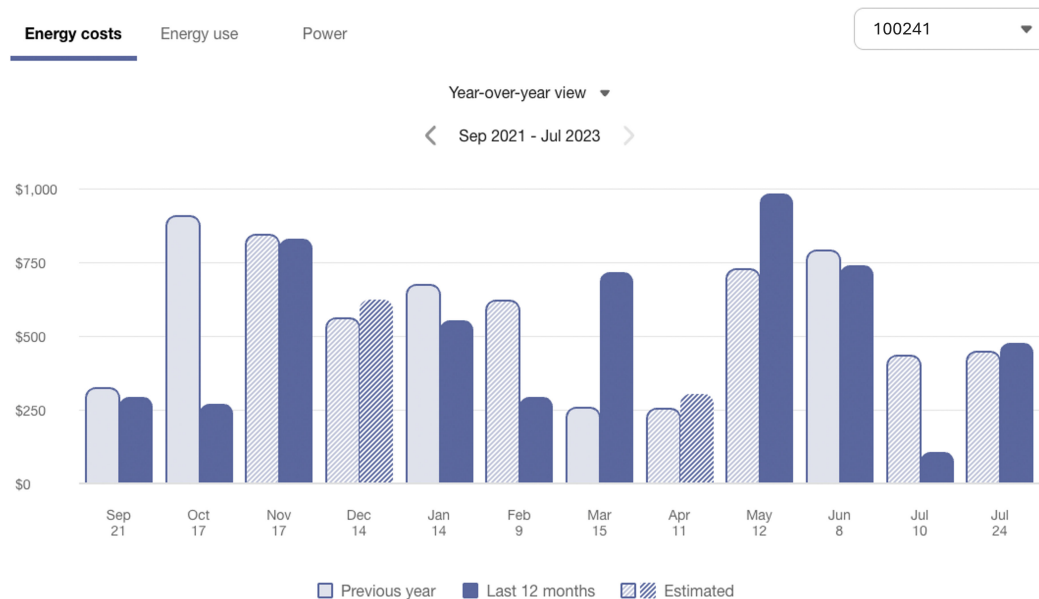 Energy costs
Energy use
Power
100241
Year-over-year view
Sep 2021 - Jul 2023
$1,000
$750
$500
$250
$0
Sep
21
Oct
17
Nov
17
Dec
14
Jan
14
Feb
9
Mar
15
Apr
11
May
12
Jun
8
Jul
10
Jul
24
Previous year
Last 12 months
Estimated